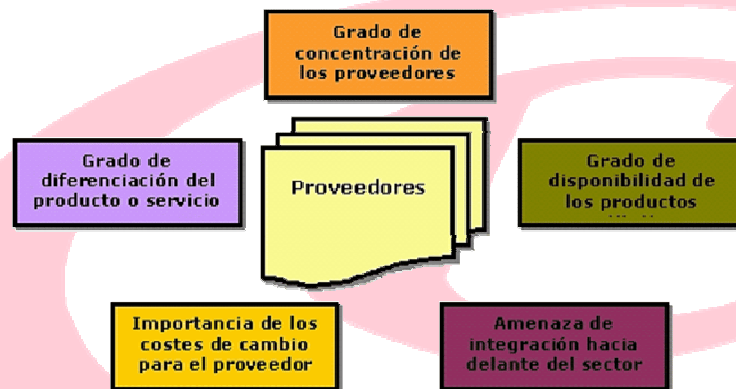 Grado de
concentración de
los proveedores
Grado de
diferenciación del
producto o servicio
Proveedores
Grado de
disponibilidad de
los productos
Importancia de los
costes de cambio
para el proveedor
Amenaza de
integración hacia
delante del sector